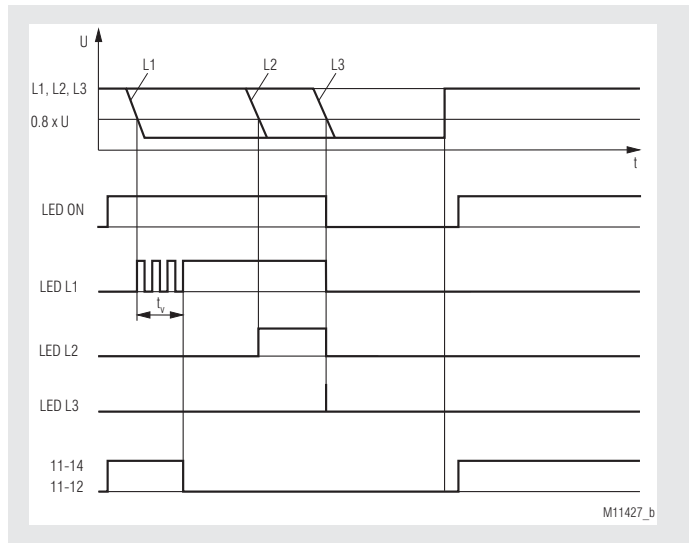 U
L1 L2 L3
L1, L2, L3
0.8 x U
t
LED ON
LED L1
tv
LED L2
LED L3
11-14
11-12
M11427_b